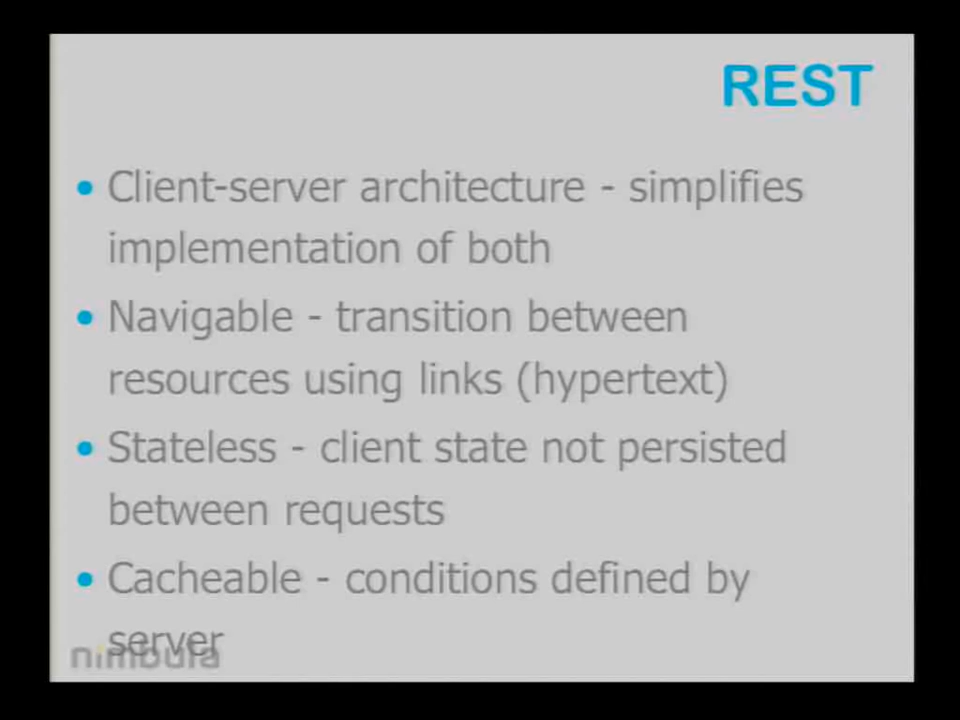 REST
• Client-server architecture - simplifies
implementation of both
• Navigable - transition between
resources using links (hypertext)
• Stateless - client state not persisted
between requests
• Cacheable - conditions defined by
server
nimbula